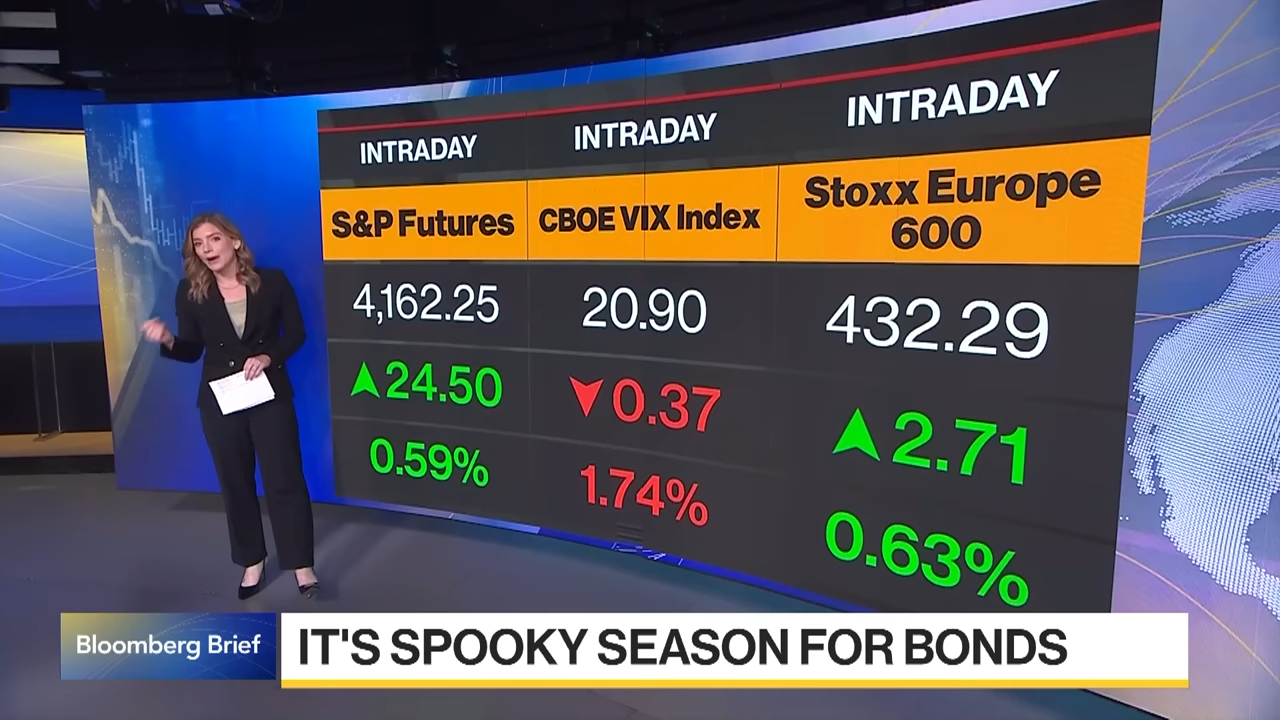 INTRADAY
S&P Futures
4,162.25
▲24.50
0.59%
INTRADAY
CBOE VIX Index
20.90
▼0.37
1.74%
INTRADAY
Stoxx Europe
600
432.29
▲2.71
0.63%
Bloomberg Brief
IT'S SPOOKY SEASON FOR BONDS